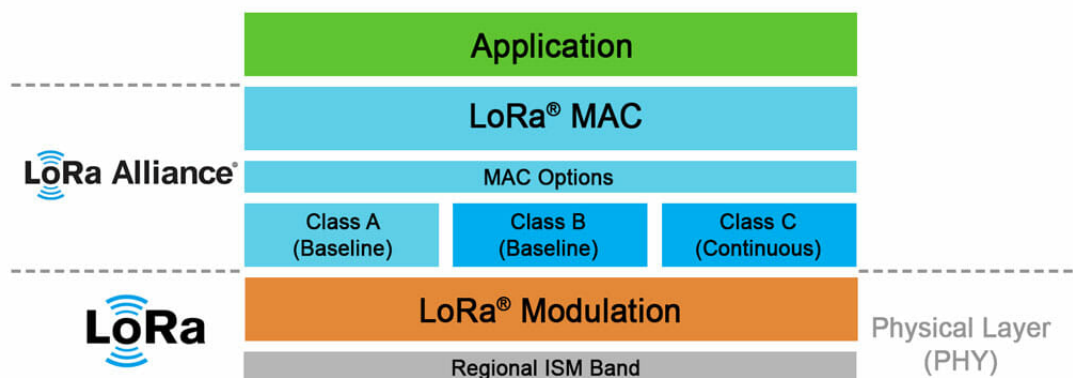 Application
LoRa® MAC
LoRa Alliance®
MAC Options
Class A
(Baseline)
Class B
(Baseline)
Class C
(Continuous)
LoRa
LoRa® Modulation
Physical Layer
(PHY)
Regional ISM Band